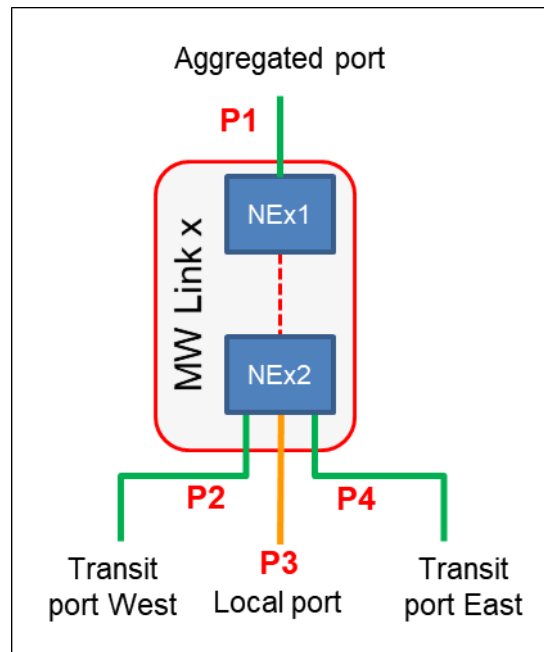 Aggregated port
P1
NEx1
MW Link x
NEx2
P2
P4
P3
Transit
port West
Local port
Transit
port East